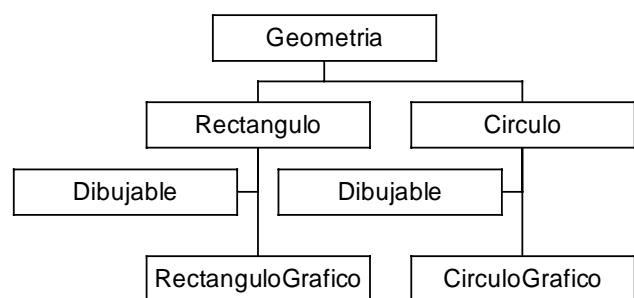 Geometria
Rectangulo
Circulo
Dibujable
Dibujable
RectanguloGrafico
CirculoGrafico